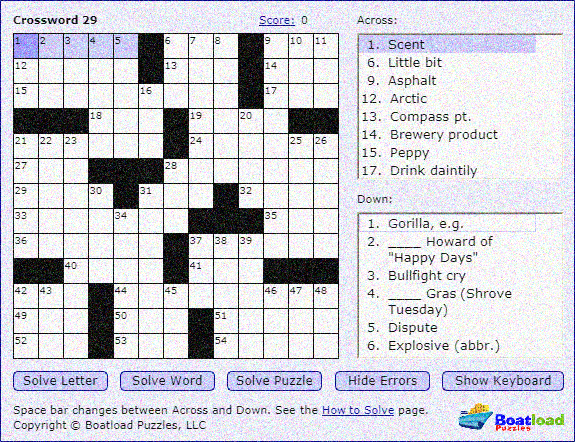 Crossword 29 Score: 0
1 2 3 4 5 6 7 8 9 10 11
12 13 14
15 16 17
18 19 20
21 22 23 24 25 26
27 28
29 30 31 32
33 34 35
36 37 38 39
40 41
42 43 44 45 46 47 48
49 50 51
52 53 54
Across:
1. Scent
6. Little bit
9. Asphalt
12. Arctic
13. Compass pt.
14. Brewery product
15. Peppy
17. Drink daintily
Down:
1. Gorilla, e.g.
2. ____ Howard of
"Happy Days"
3. Bullfight cry
4. ____ Gras (Shrove
Tuesday)
5. Dispute
6. Explosive (abbr.)
Solve Letter Solve Word Solve Puzzle Hide Errors Show Keyboard
Space bar changes between Across and Down. See the How to Solve page.
Copyright © Boatload Puzzles, LLC
Boatload
Puzzles